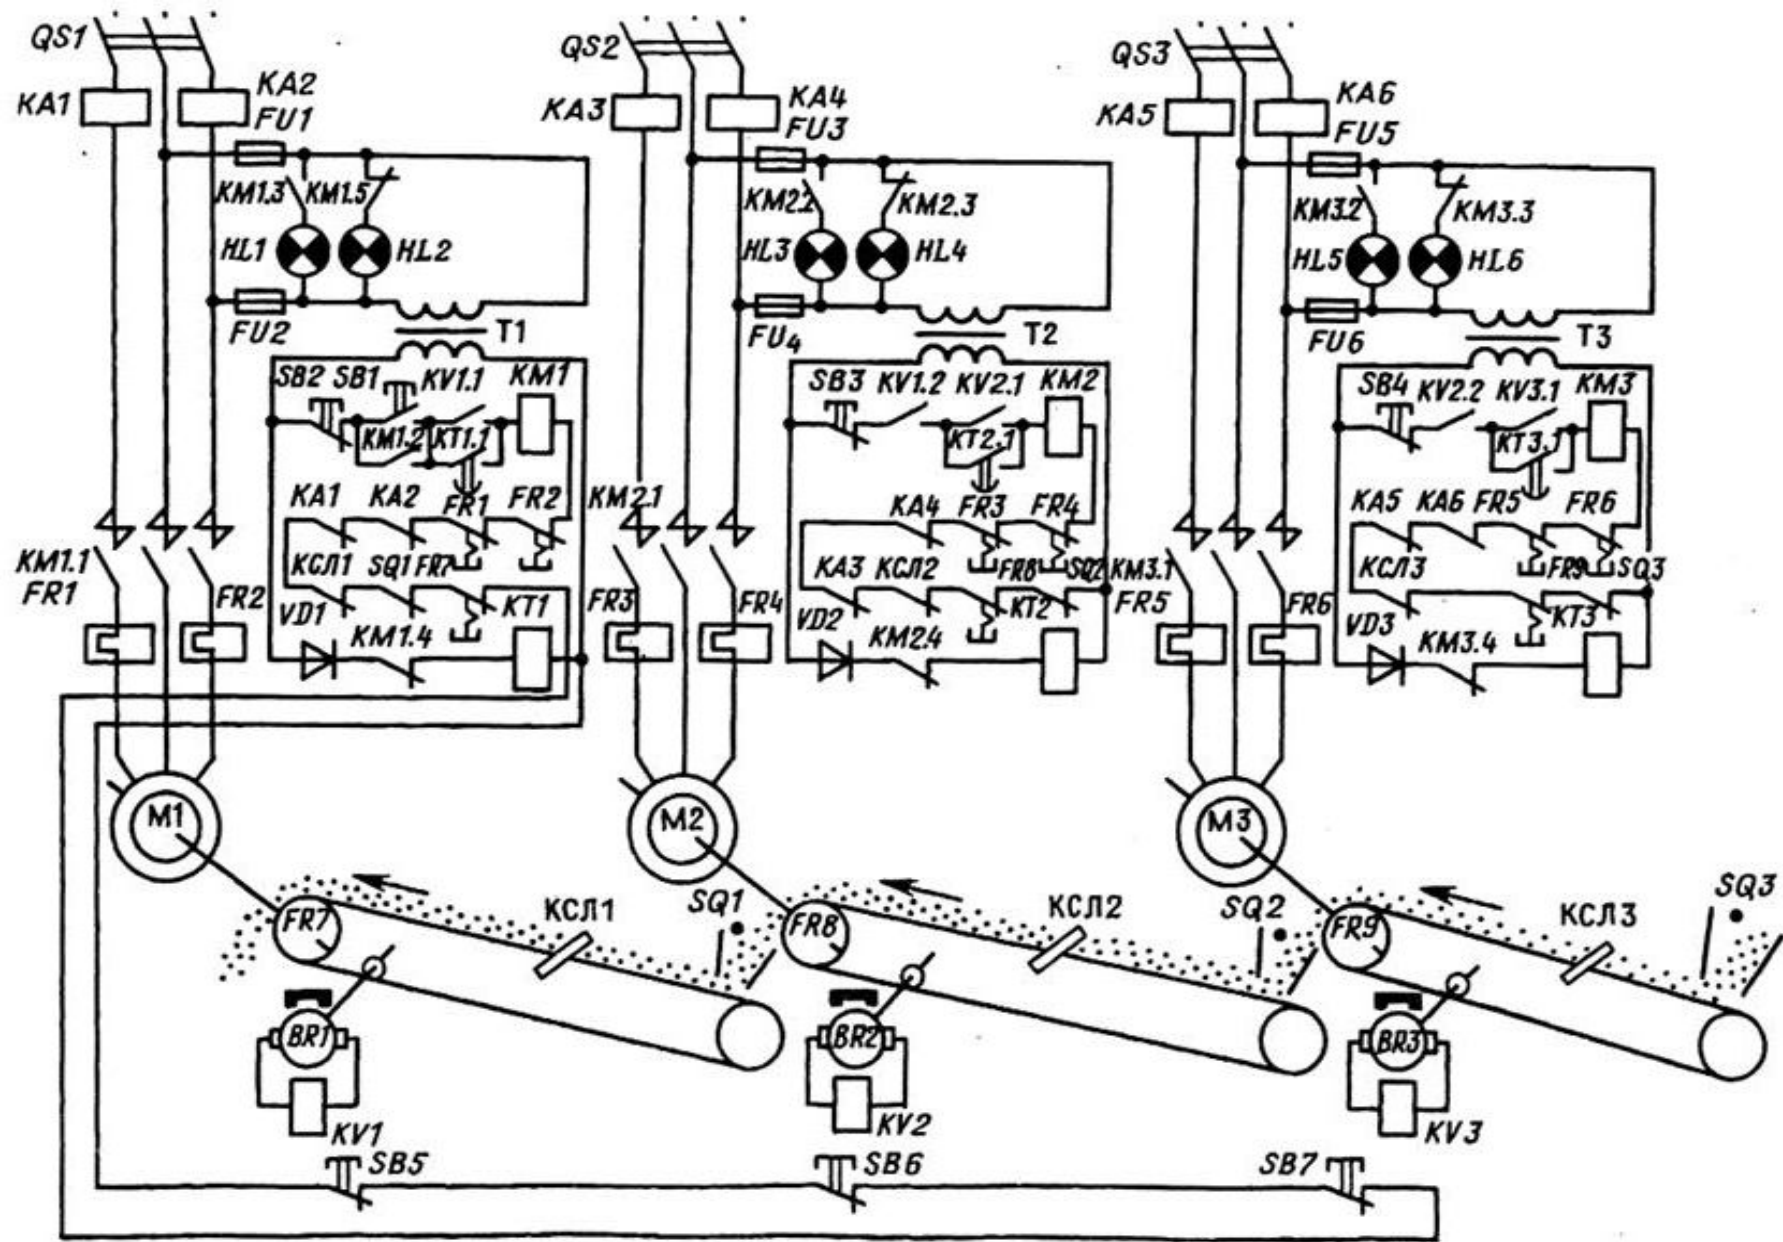 QS1
QS2
QS3
KA1
KA2
KA3
KA4
KA5
KA6
FU1
FU3
FU5
KM1.3
KM1.5
KM2.2
KM2.3
KM3.2
KM3.3
HL1
HL2
HL3
HL4
HL5
HL6
FU2
T1
FU4
T2
FU6
T3
SB2
SB1
KV1.1
KM1
SB3
KV1.2
KV2.1
KM2
SB4
KV2.2
KV3.1
KM3
KM1.2
KT1.1
KT2.1
KT3.1
KA1
KA2
FR1
FR2
KM2.1
KA4
FR3
FR4
KA5
KA6
FR5
FR6
KM1.1
FR1
FR2
КСЛ1
SQ1
FR7
KT1
FR3
FR4
KA3
КСЛ2
FR8
SQ2
KT2
KM3.1
FR5
FR6
КСЛ3
FR9
SQ3
KT3
VD1
KM1.4
VD2
KM2.4
VD3
KM3.4
M1
M2
M3
FR7
КСЛ1
SQ1
FR8
КСЛ2
SQ2
FR9
КСЛ3
SQ3
BR1
BR2
BR3
KV1
KV2
KV3
SB5
SB6
SB7